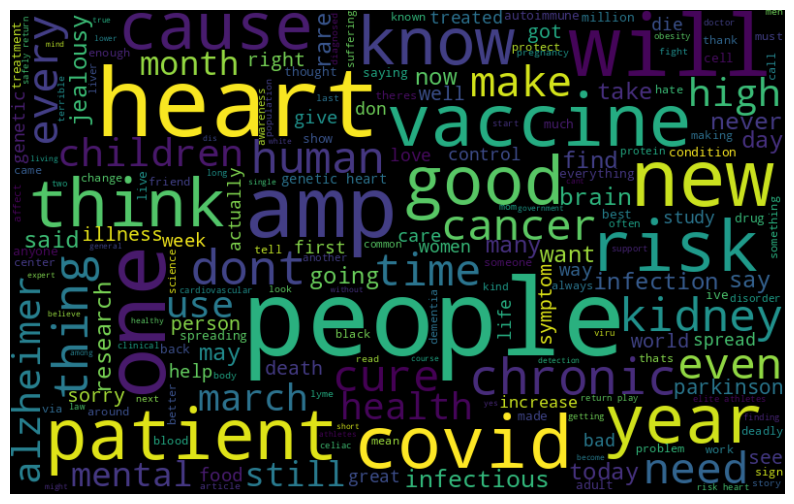 heart
cause
know
will
every
month
right
rare
treated
autoimmune
million
die
doctor
men
true
lower
around
known
saying
got
protect
pregnancy
fight
thank
must
cell
call
mind
safely return
treatment
jealousy
enough
suffering
diagnosed
liver
terrible
thought
last
theres
obesity
hate
make
now
well
take
high
never
day
vaccine
give
awareness
population
don
show
genetic
children
human
love
control
find
much
start
making
protein
condition
everything
came
living
dis
white
think
change
live
friend
long
single
genetic heart
good
new
brain
two
affect
actually
amp
mom
government
cancer
best
often
study
drug
said
illness
week
tell
first
care
women
many
want
risk
something
anyone
center
general
science
another
common
someone
support
expert
dont
going
time
way
infection
say
one
thing
research
use
cardiovascular
look
without
kind
life
symptom
always
ive
disorder
alzheimer
believe
person
spreading
people
dementia
kidney
healthy
viru
among
may
clinical
back
black
world
spread
help
body
death
read
course
detection
thats
even
cure
chronic
parkinson
sorry
next
march
lyme
health
increase
return play
elite athletes
via
law
better
made
getting
finding
deadly
patient
blood
celiac
short
mean
covid
yes
bad
problem
work
year
mental
food
still
great
infectious
today
need
see
sign
might
article
adult
become
risk heart
story